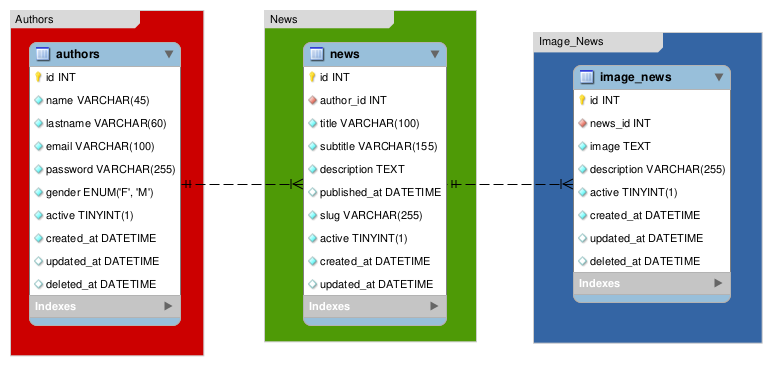 Authors
authors
id INT
name VARCHAR(45)
lastname VARCHAR(60)
email VARCHAR(100)
password VARCHAR(255)
gender ENUM('F', 'M')
active TINYINT(1)
created_at DATETIME
updated_at DATETIME
deleted_at DATETIME
Indexes
News
news
id INT
author_id INT
title VARCHAR(100)
subtitle VARCHAR(155)
description TEXT
published_at DATETIME
slug VARCHAR(255)
active TINYINT(1)
created_at DATETIME
updated_at DATETIME
Indexes
Image_News
image_news
id INT
news_id INT
image TEXT
description VARCHAR(255)
active TINYINT(1)
created_at DATETIME
updated_at DATETIME
deleted_at DATETIME
Indexes